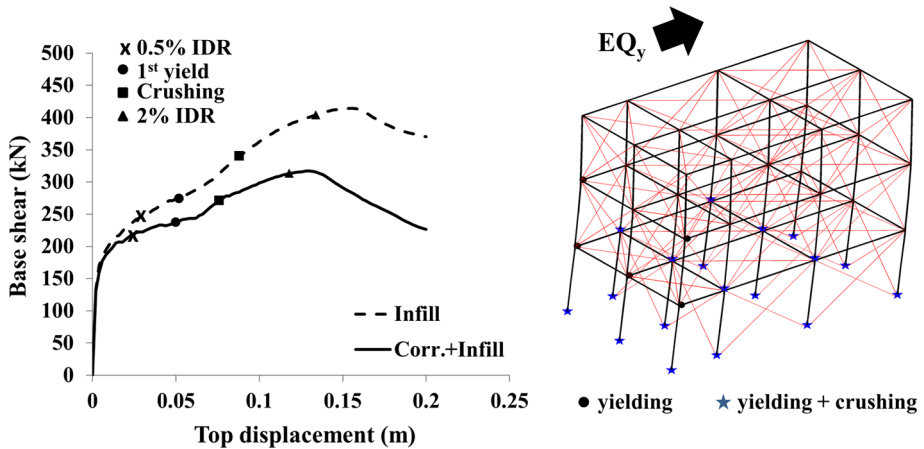 0.5% IDR
1st yield
Crushing
2% IDR
500
450
400
350
300
250
200
150
100
50
0
Base shear (kN)
Infill
Corr.+Infill
0 0.05 0.1 0.15 0.2 0.25
Top displacement (m)
EQy
yielding
yielding + crushing